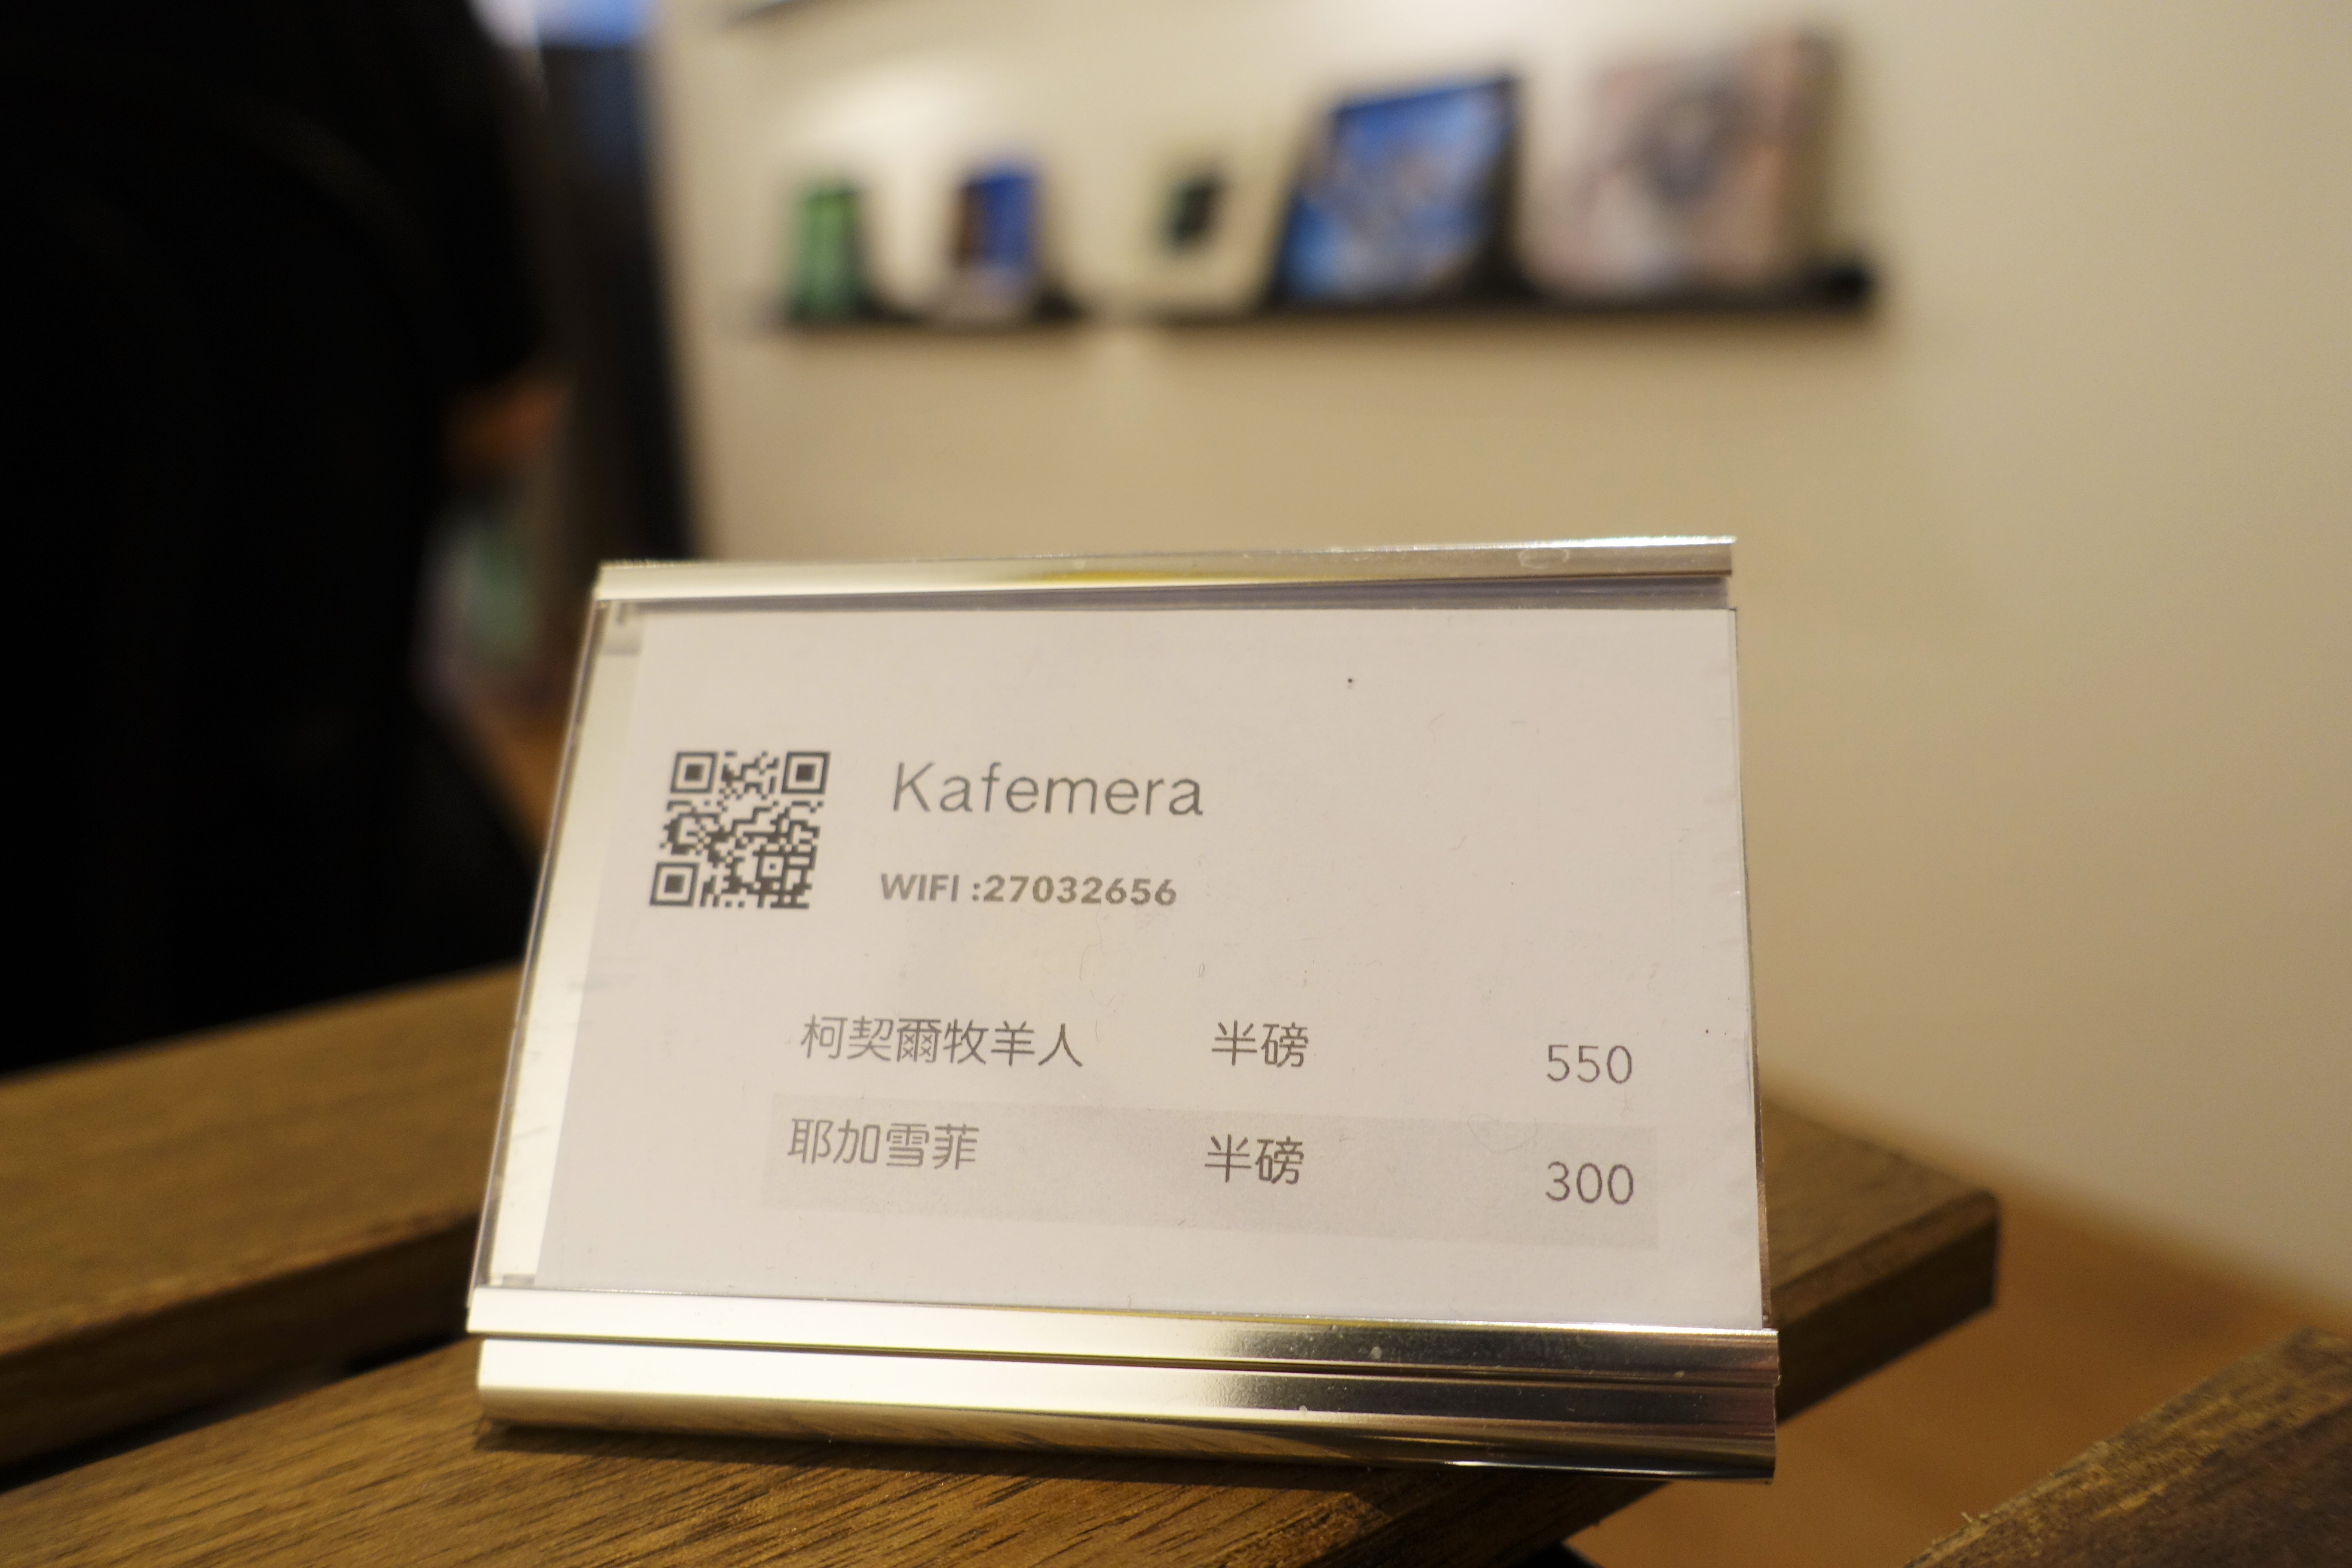 Kafemera
WIFI :27032656
柯契爾牧羊人 半磅 550
耶加雪菲 半磅 300